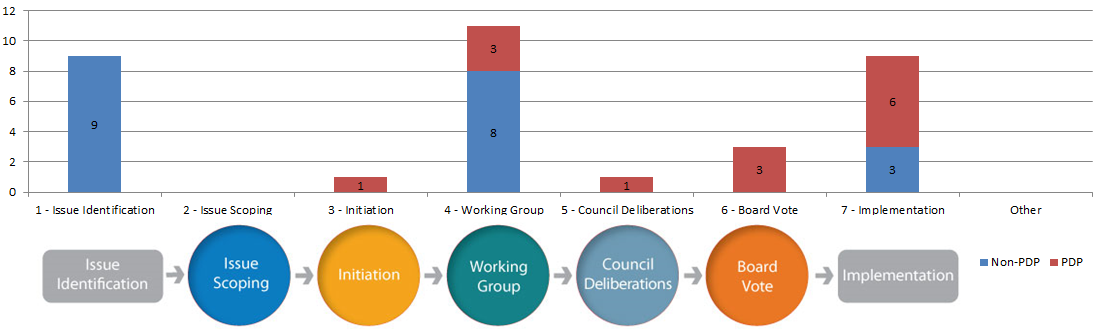 12
10
8
6
4
2
0
9
1
3
8
1
3
6
3
1 - Issue Identification
2 - Issue Scoping
3 - Initiation
4 - Working Group
5 - Council Deliberations
6 - Board Vote
7 - Implementation
Other
Issue
Identification
Issue
Scoping
Initiation
Working
Group
Council
Deliberations
Board
Vote
Implementation
Non-PDP
PDP